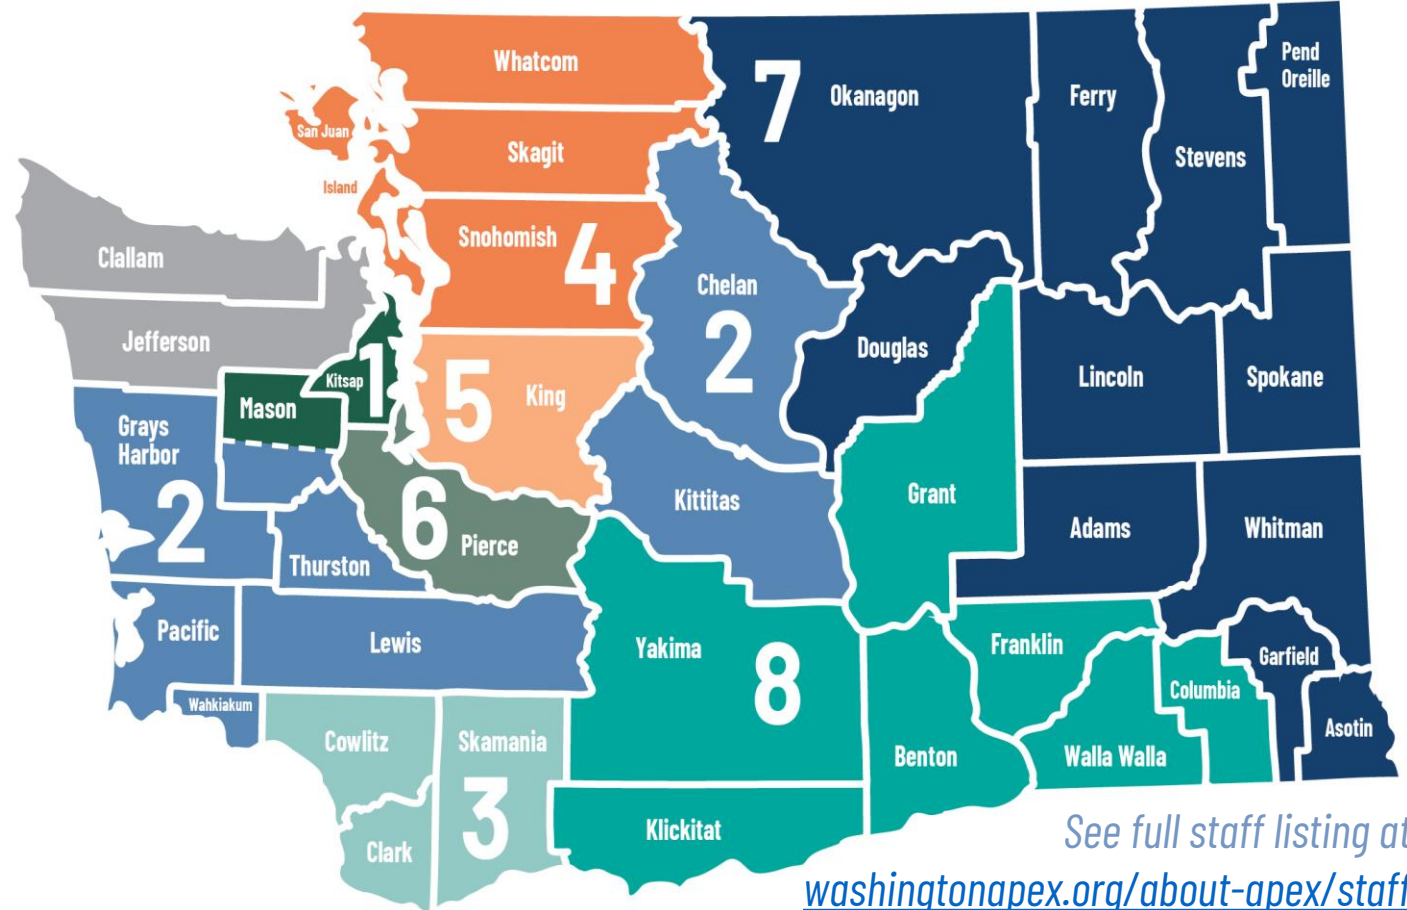 Whatcom
7
Okanagon
Ferry
Pend
Oreille
San Juan
Skagit
Stevens
Island
Snohomish
4
Clallam
Chelan
2
Jefferson
Douglas
Kitsap
1
5
King
Lincoln
Spokane
Mason
Grays
Harbor
2
6
Pierce
Kittitas
Grant
Adams
Whitman
Thurston
Pacific
Lewis
Yakima
8
Franklin
Garfield
Columbia
Wahkiakum
Cowlitz
Skamania
3
Benton
Walla Walla
Asotin
Clark
Klickitat
See full staff listing at
washingtonapex.org/about-apex/staff